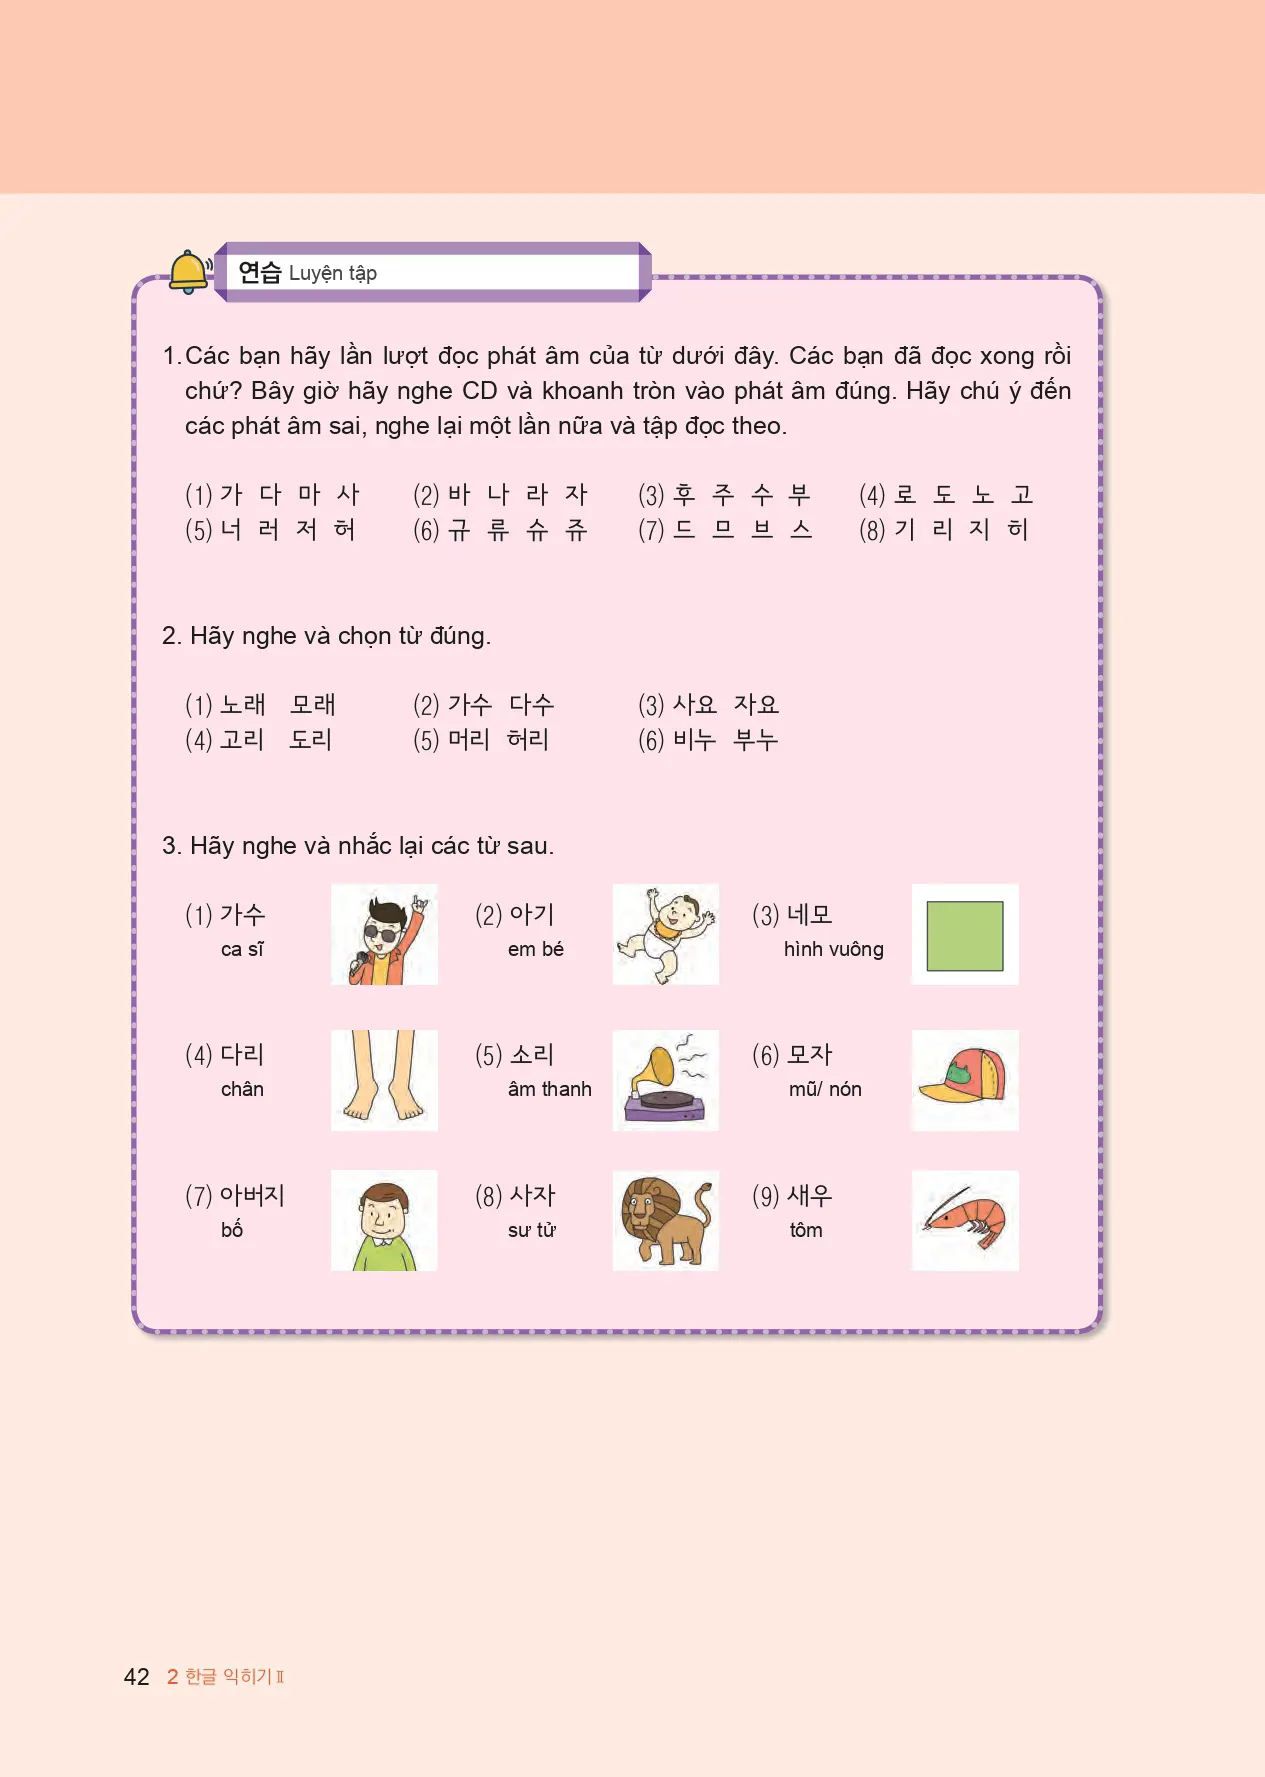 연습 Luyện tập
1. Các bạn hãy lần lượt đọc phát âm của từ dưới đây. Các bạn đã đọc xong rồi
chứ? Bây giờ hãy nghe CD và khoanh tròn vào phát âm đúng. Hãy chú ý đến
các phát âm sai, nghe lại một lần nữa và tập đọc theo.
(1) 가 다 마 사 (2) 바 나 라 자 (3) 후 주 수 부 (4) 로 도 노 고
(5) 너 러 저 허 (6) 규 류 슈 쥬 (7) 드 므 브 스 (8) 기 리 지 히
2. Hãy nghe và chọn từ đúng.
(1) 노래 모래 (2) 가수 다수 (3) 사요 자요
(4) 고리 도리 (5) 머리 허리 (6) 비누 부누
3. Hãy nghe và nhắc lại các từ sau.
(1) 가수 (2) 아기 (3) 네모
ca sĩ em bé hình vuông
(4) 다리 (5) 소리 (6) 모자
chân âm thanh mũ/ nón
(7) 아버지 (8) 사자 (9) 새우
bố sư tử tôm
42 2 한글 익히기 Ⅱ